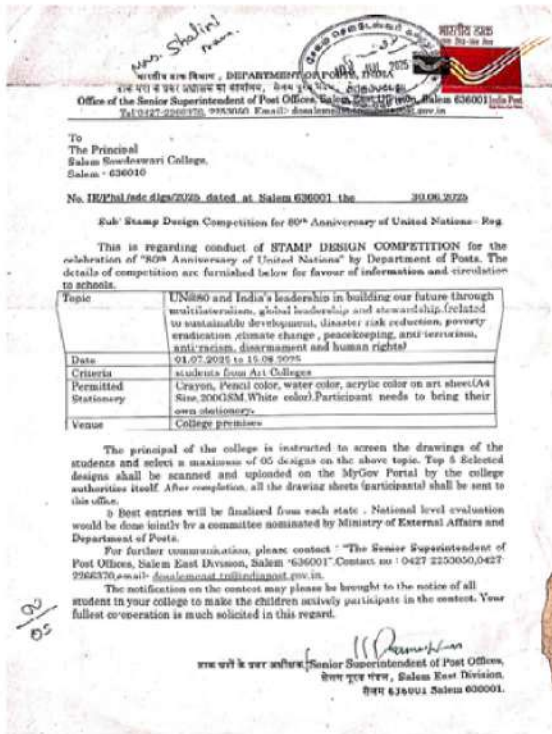 Mrs. Shalini
भारतीय डाक
भारतीय डाक विभाग , DEPARTMENT OF POSTS, INDIA
Office of the Senior Superintendent of Post Offices, Salem East Division, Salem 636001
India Post
To
The Principal
Salem Sowdeswari College,
Salem - 636010
dated at Salem 636001 the 30.06.2025
Sub: Stamp Design Competition for 80th Anniversary of United Nations - Reg
This is regarding conduct of STAMP DESIGN COMPETITION for the
celebration of "80th Anniversary of United Nations" by Department of Posts. The
details of competition are furnished below for favour of information and circulation
to schools.
Topic UN@80 and India's leadership in building our future through
multilateralism, global leadership and stewardship.(related
to sustainable development, disaster risk reduction, poverty
eradication ,climate change , peacekeeping, anti-terrorism,
anti-racism, disarmament and human rights)
Date 01.07.2025 to 15.08.2025
Criteria students from Art Colleges
Permitted Crayon, Pencil color, water color, acrylic color on art sheet(A4
Stationery Size,200GSM,White color).Participant needs to bring their
own stationery.
Venue College premises
The principal of the college is instructed to screen the drawings of the
students and select a maximum of 05 designs on the above topic. Top 5 Selected
designs shall be scanned and uploaded on the MyGov Portal by the college
authorities itself. After completion, all the drawing sheets (participants) shall be sent to
this office.
5 Best entries will be finalised from each state . National level evaluation
would be done jointly by a committee nominated by Ministry of External Affairs and
Department of Posts.
For further communication, please contact : "The Senior Superintendent of
Post Offices, Salem East Division, Salem -636001".Contact no : 0427 2253050,0427-
2266370,email-
The notification on the contest may please be brought to the notice of all
student in your college to make the children actively participate in the contest. Your
fullest co-operation is much solicited in this regard.
Senior Superintendent of Post Offices,
Salem East Division,
Salem